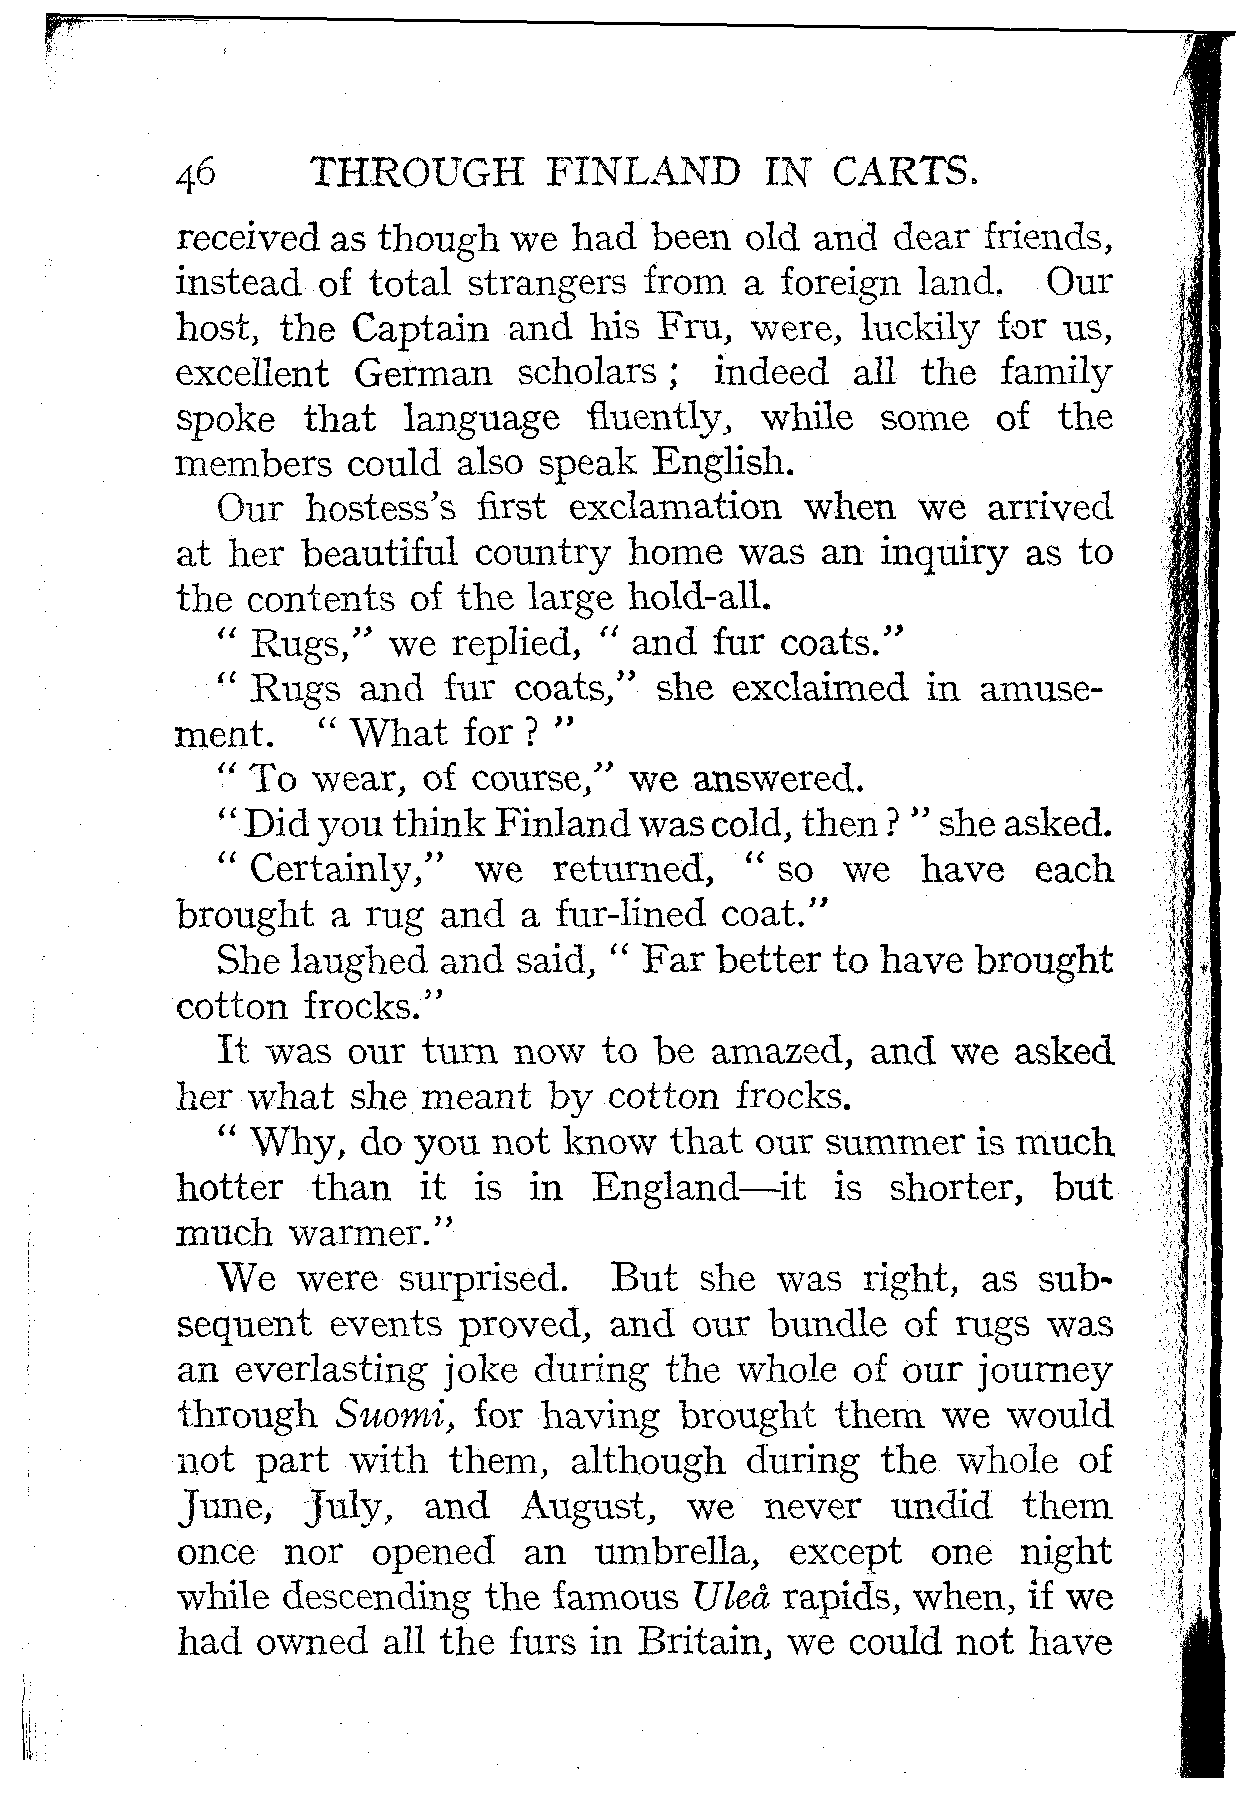 46 THROUGH FINLAND IN CARTS.
received as though we had been old and dear friends,
instead of total strangers from a foreign land. Our
host, the Captain and his Fru, were, luckily for us,
excellent German scholars ; indeed all the family
spoke that language fluently, while some of the
members could also speak English.
Our hostess's first exclamation when we arrived
at her beautiful country home was an inquiry as to
the contents of the large hold-all.
“ Rugs,” we replied, “ and fur coats.”
“ Rugs and fur coats,” she exclaimed in amuse-
ment. “ What for ? ”
“ To wear, of course,” we answered.
“Did you think Finland was cold, then ? ” she asked.
“ Certainly,” we returned, “ so we have each
brought a rug and a fur-lined coat.”
She laughed and said, “ Far better to have brought
cotton frocks.”
It was our turn now to be amazed, and we asked
her what she meant by cotton frocks.
“ Why, do you not know that our summer is much
hotter than it is in England—it is shorter, but
much warmer.”
We were surprised. But she was right, as sub-
sequent events proved, and our bundle of rugs was
an everlasting joke during the whole of our journey
through Suomi, for having brought them we would
not part with them, although during the whole of
June, July, and August, we never undid them
once nor opened an umbrella, except one night
while descending the famous Uleå rapids, when, if we
had owned all the furs in Britain, we could not have